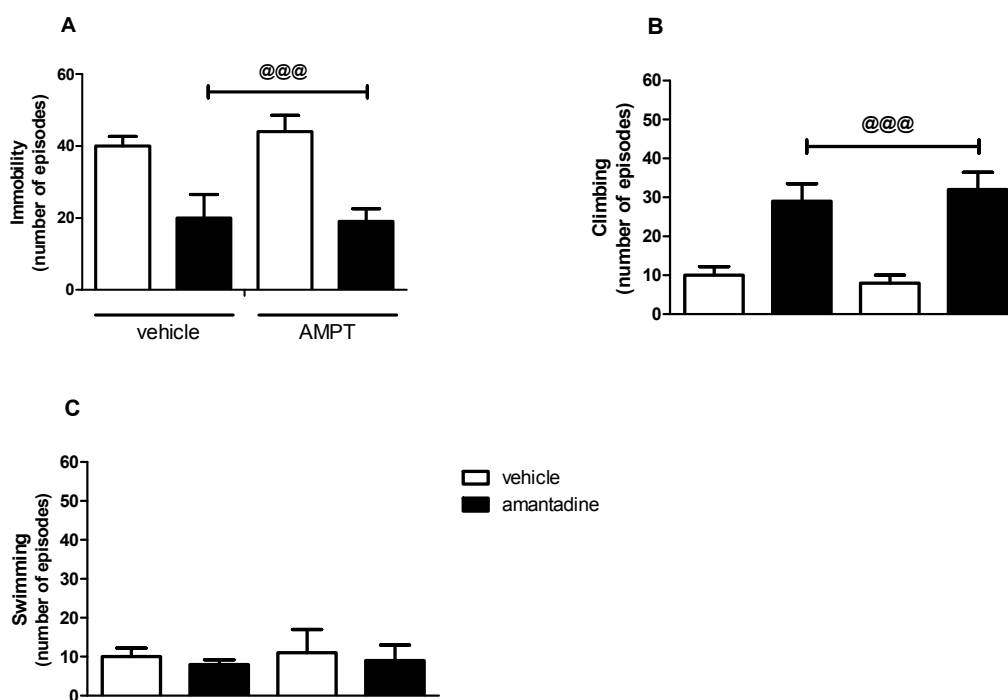 A
@@@
Immobility
(number of episodes)
60
40
20
0
vehicle
AMPT
B
@@@
Climbing
(number of episodes)
60
50
40
30
20
10
0
C
Swimming
(number of episodes)
60
50
40
30
20
10
0
vehicle
amantadine